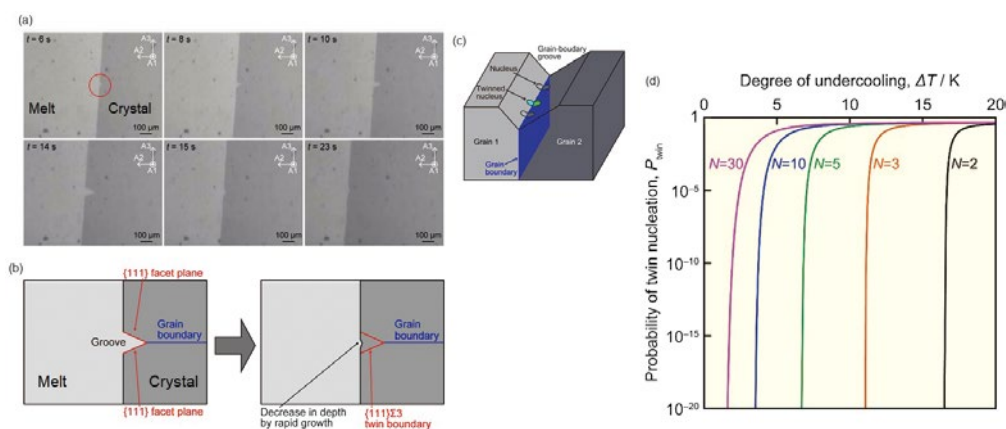 (a)
t = 6 s
A3
A2
A1
Melt
Crystal
100 μm
t = 8 s
A3
A2
A1
100 μm
t = 10 s
A3
A2
A1
100 μm
t = 14 s
A3
A2
A1
100 μm
t = 15 s
A3
A2
A1
100 μm
t = 23 s
A3
A2
A1
100 μm
(b)
{111} facet plane
Groove
Grain
boundary
Melt
Crystal
{111} facet plane
Grain
boundary
Decrease in depth
by rapid growth
{111}Σ3
twin boundary
(c)
Grain-boudary
groove
Nucleus
Twinned
nucleus
Grain 1
Grain 2
Grain
boundary
(d)
Degree of undercooling, ΔT / K
0 5 10 15 20
Probability of twin nucleation, Ptwin
1
10⁻⁵
10⁻¹⁰
10⁻¹⁵
10⁻²⁰
N=30
N=10
N=5
N=3
N=2